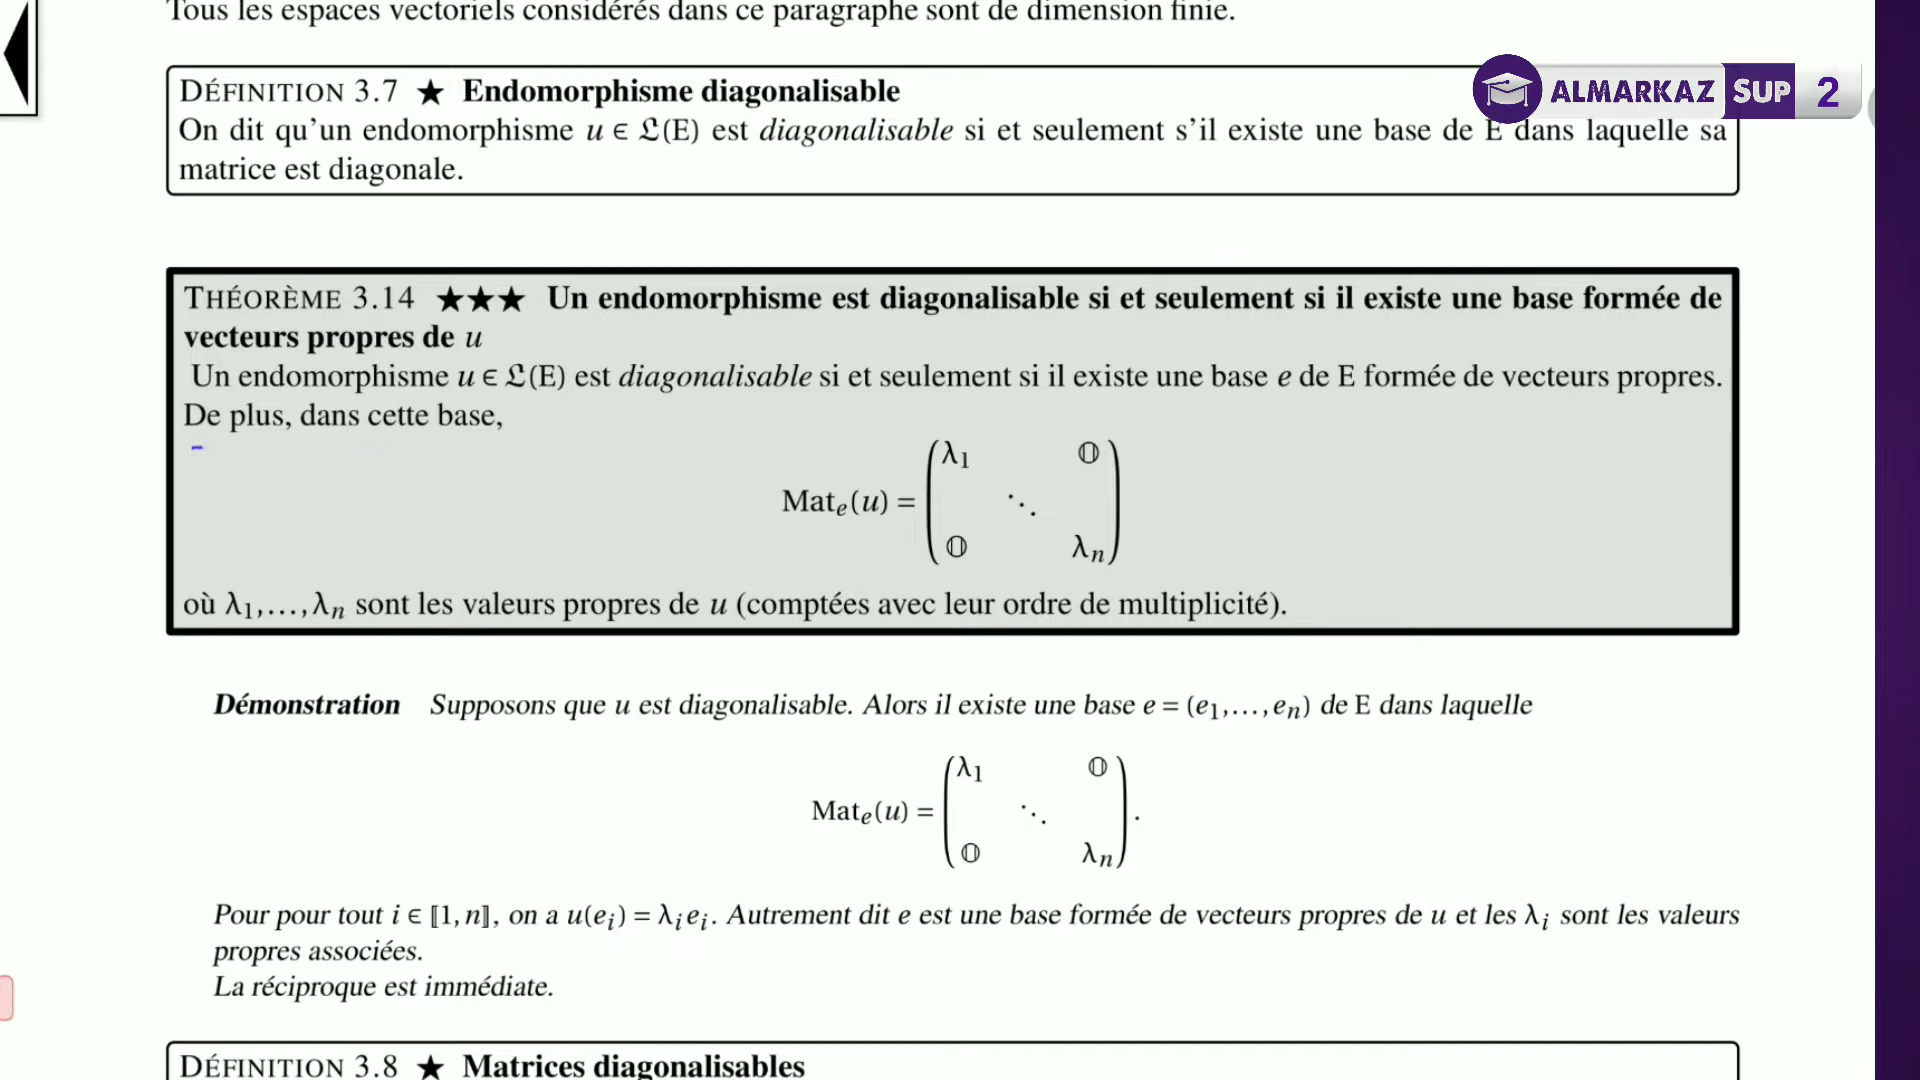 Tous les espaces vectoriels considérés dans ce paragraphe sont de dimension finie.
ALMARKAZ SUP 2
DÉFINITION 3.7 ★ Endomorphisme diagonalisable
On dit qu'un endomorphisme u ∈ 𝔏(E) est diagonalisable si et seulement s'il existe une base de E dans laquelle sa
matrice est diagonale.
THÉORÈME 3.14 ★★★ Un endomorphisme est diagonalisable si et seulement si il existe une base formée de
vecteurs propres de u
Un endomorphisme u ∈ 𝔏(E) est diagonalisable si et seulement si il existe une base e de E formée de vecteurs propres.
De plus, dans cette base,
λ₁ 𝕆
Matₑ(u) = ⋱
𝕆 λₙ
où λ₁,…,λₙ sont les valeurs propres de u (comptées avec leur ordre de multiplicité).
Démonstration Supposons que u est diagonalisable. Alors il existe une base e = (e₁,…,eₙ) de E dans laquelle
λ₁ 𝕆
Matₑ(u) = ⋱ .
𝕆 λₙ
Pour pour tout i ∈ ⟦1,n⟧, on a u(eᵢ) = λᵢeᵢ. Autrement dit e est une base formée de vecteurs propres de u et les λᵢ sont les valeurs
propres associées.
La réciproque est immédiate.
DÉFINITION 3.8 ★ Matrices diagonalisables